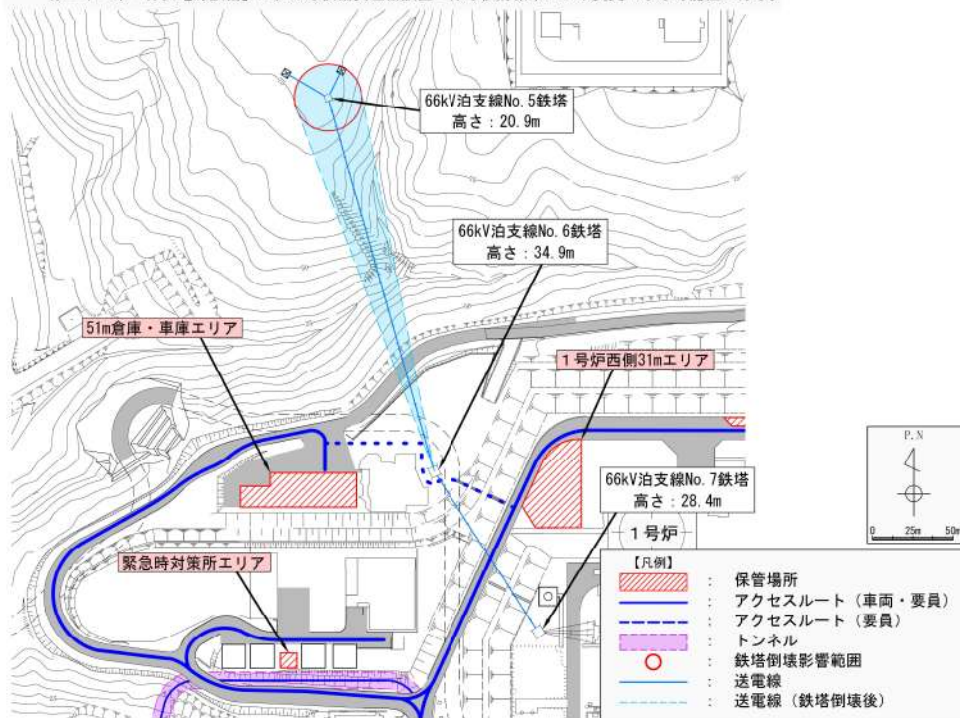 66kV泊支線No.5鉄塔
高さ：20.9m
66kV泊支線No.6鉄塔
高さ：34.9m
51m倉庫・車庫エリア
1号炉西側31mエリア
66kV泊支線No.7鉄塔
高さ：28.4m
P.N
0 25m 50m
1号炉
緊急時対策所エリア
【凡例】
： 保管場所
： アクセスルート（車両・要員）
： アクセスルート（要員）
： トンネル
： 鉄塔倒壊影響範囲
： 送電線
： 送電線（鉄塔倒壊後）